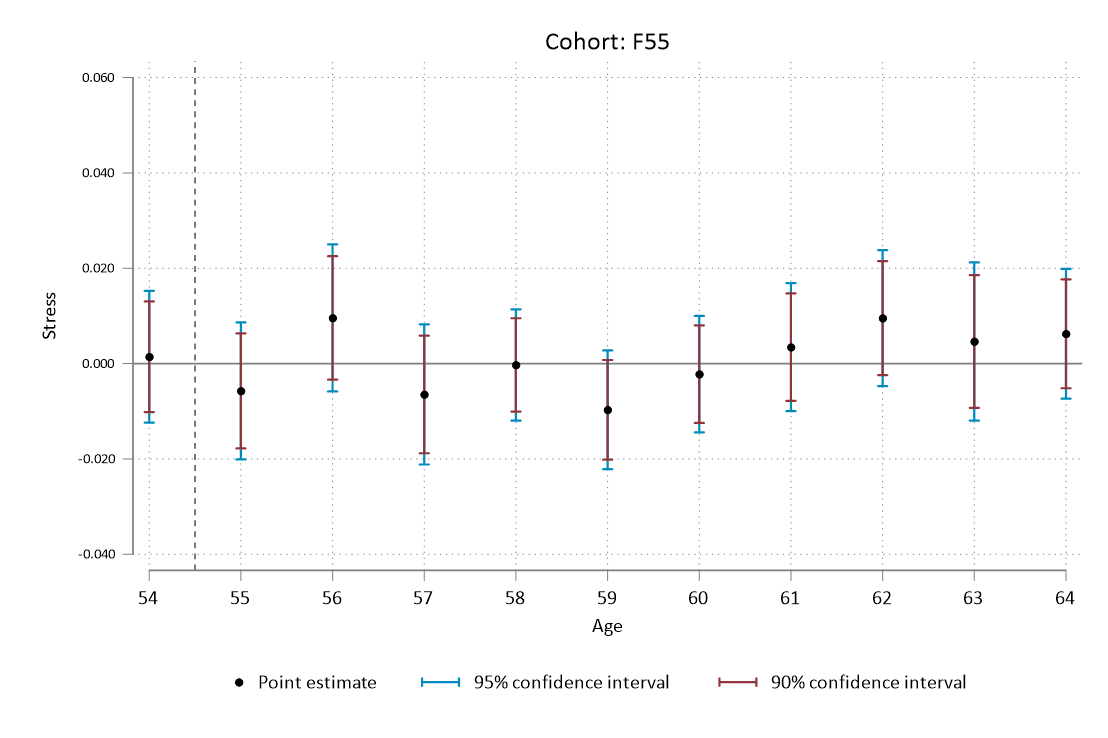 Cohort: F55
0.060
0.040
0.020
0.000
-0.020
-0.040
Stress
54 55 56 57 58 59 60 61 62 63 64
Age
Point estimate 95% confidence interval 90% confidence interval